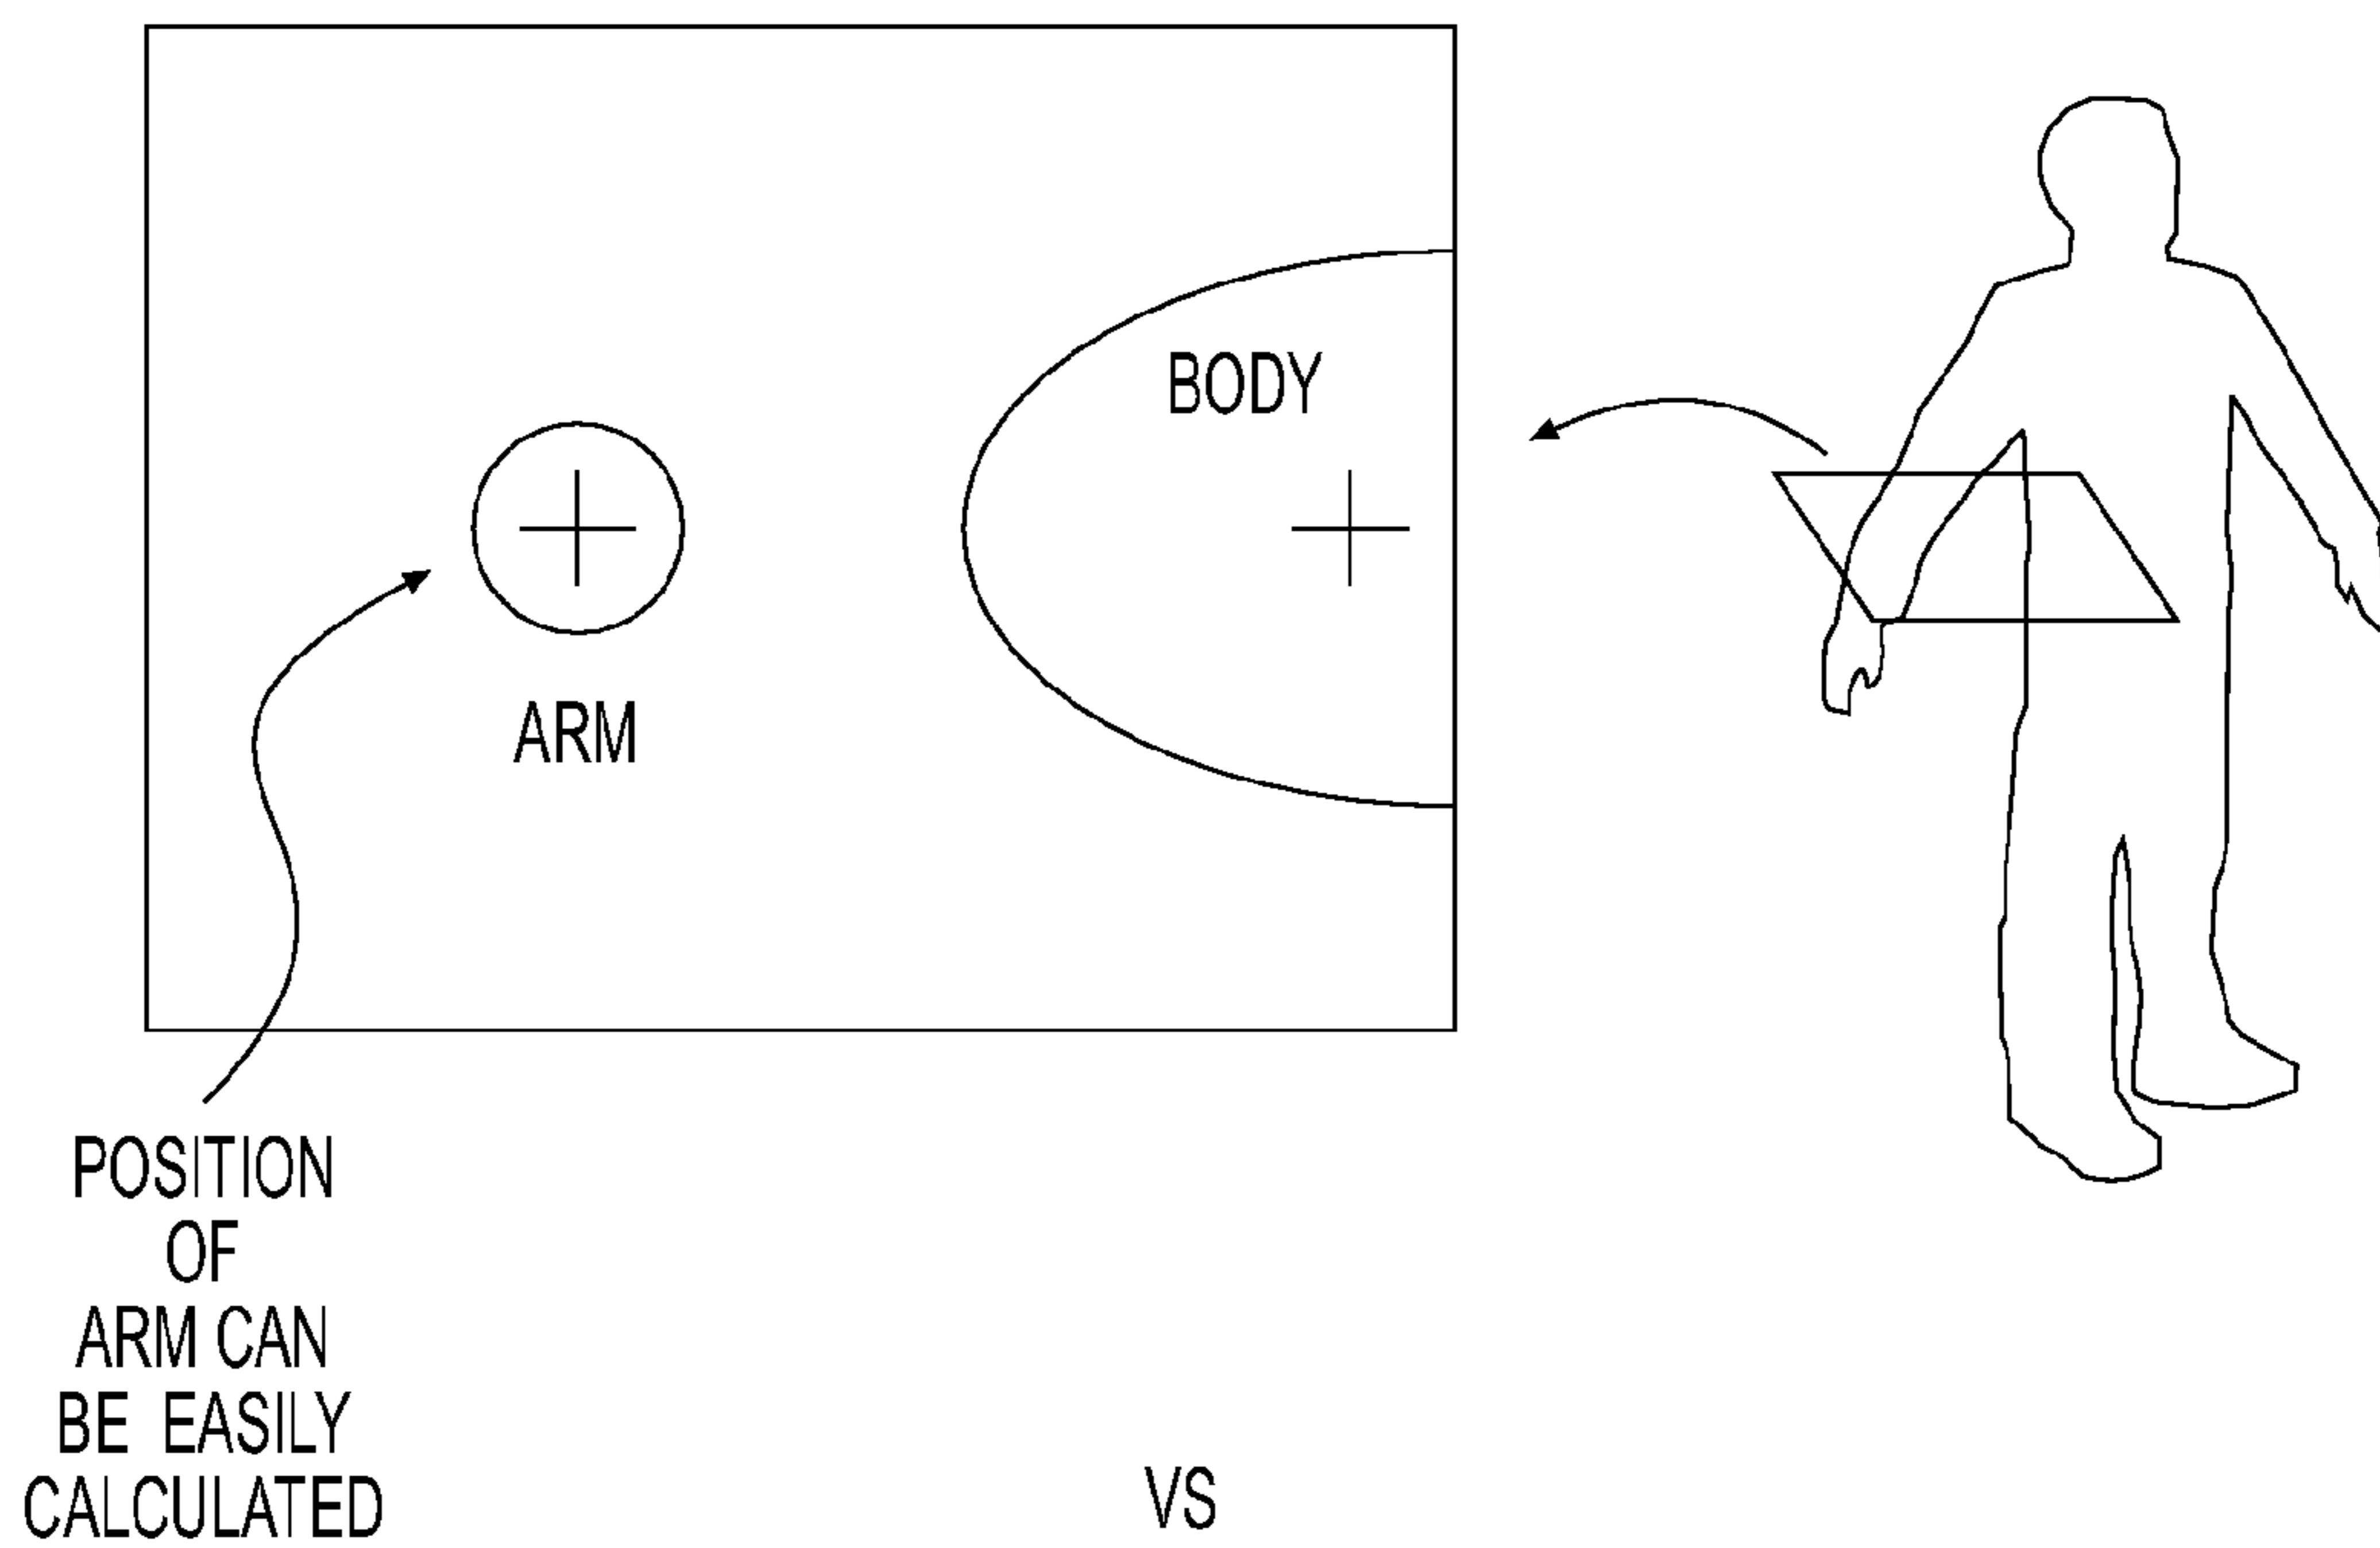 BODY
ARM
POSITION
OF
ARM CAN
BE EASILY
CALCULATED
VS